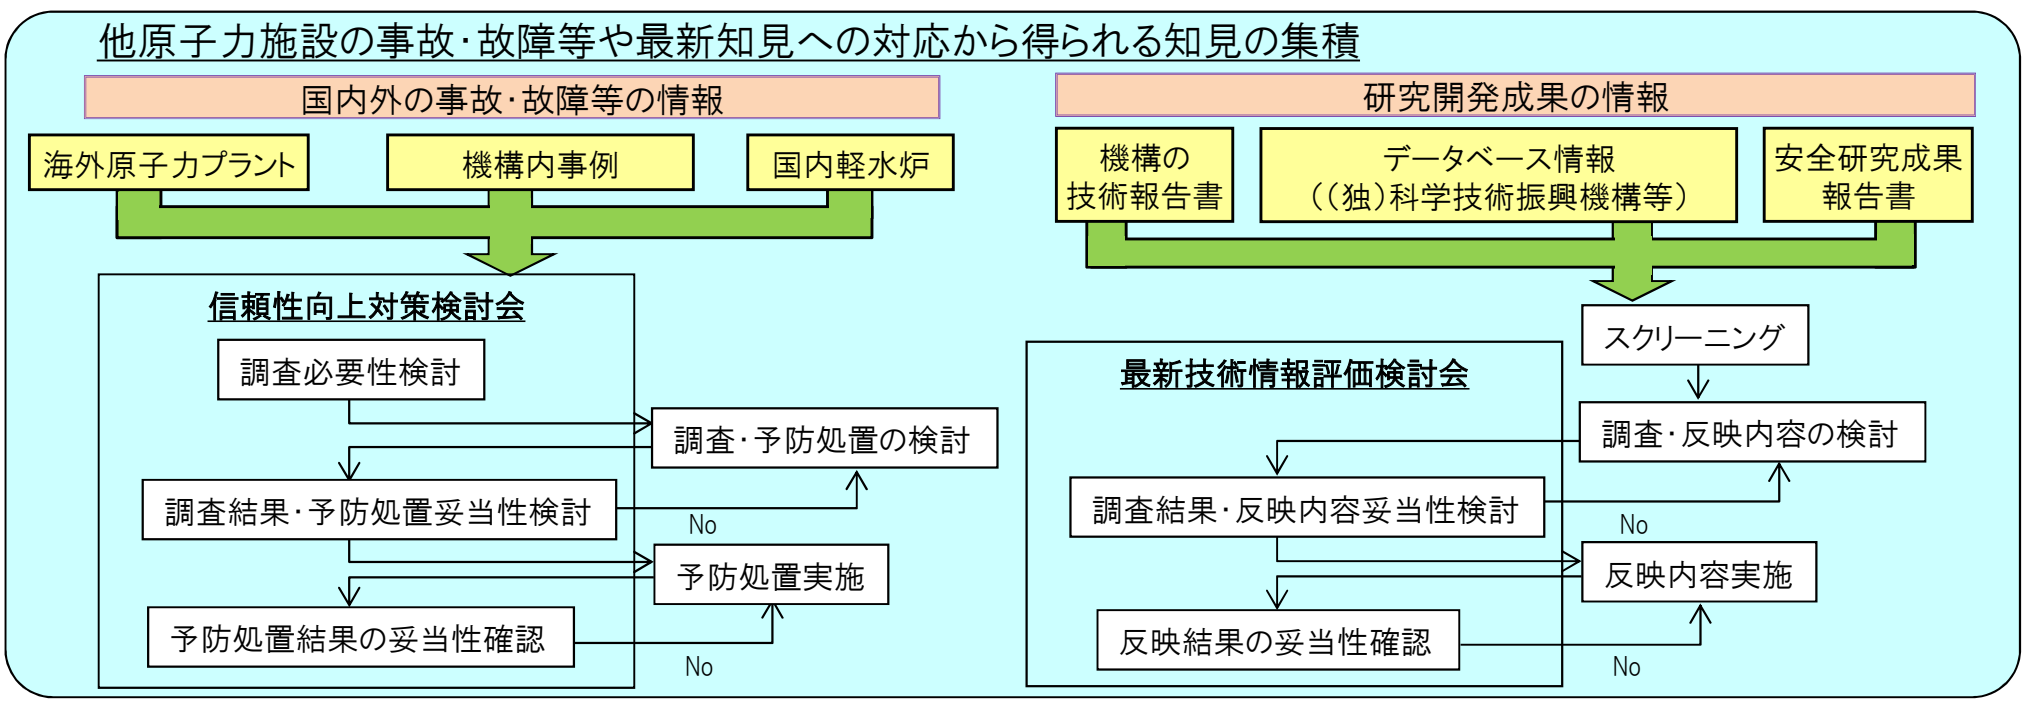 他原子力施設の事故・故障等や最新知見への対応から得られる知見の集積
国内外の事故・故障等の情報
海外原子力プラント
機構内事例
国内軽水炉
信頼性向上対策検討会
調査必要性検討
調査・予防処置の検討
調査結果・予防処置妥当性検討
No
予防処置実施
予防処置結果の妥当性確認
No
研究開発成果の情報
機構の
技術報告書
データベース情報
((独)科学技術振興機構等)
安全研究成果
報告書
スクリーニング
最新技術情報評価検討会
調査・反映内容の検討
調査結果・反映内容妥当性検討
No
反映内容実施
反映結果の妥当性確認
No